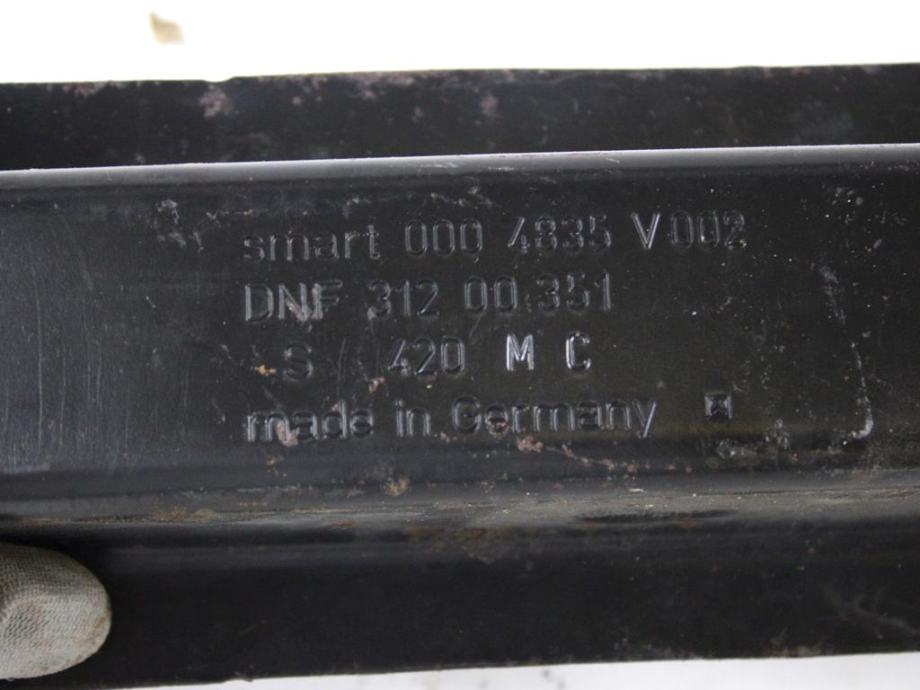 smart 000 4835 V002
DNF 312 00.351
S 420 M C
made in Germany